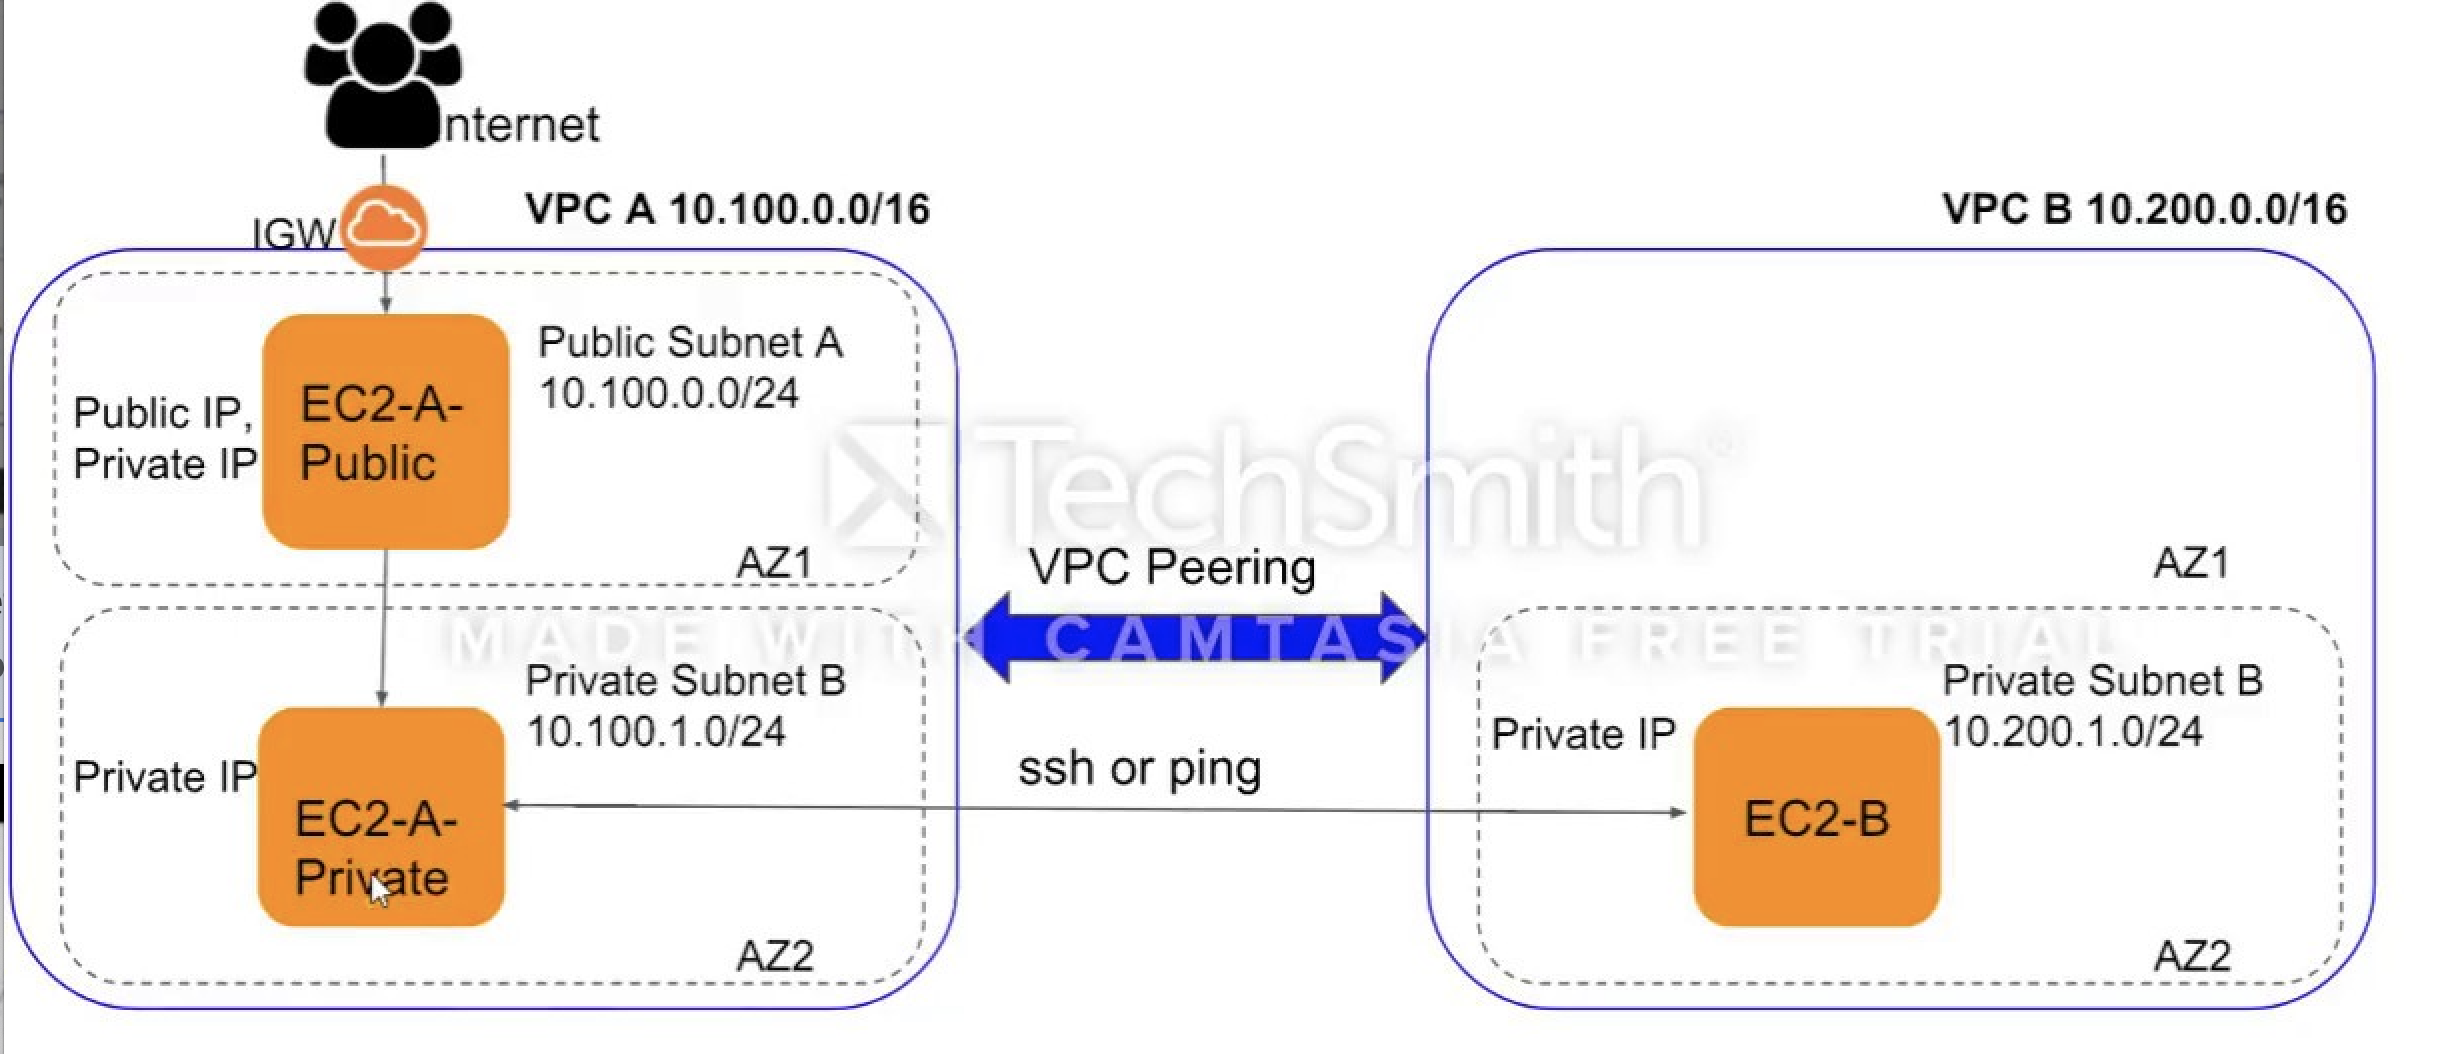 nternet
IGW
VPC A 10.100.0.0/16
VPC B 10.200.0.0/16
Public Subnet A
10.100.0.0/24
EC2-A-
Public
Public IP,
Private IP
AZ1
TechSmith®
VPC Peering
AZ1
MADE WITH CAMTASIA FREE TRIAL
Private Subnet B
10.100.1.0/24
Private IP
EC2-A-
Private
AZ2
ssh or ping
Private IP
Private Subnet B
10.200.1.0/24
EC2-B
AZ2